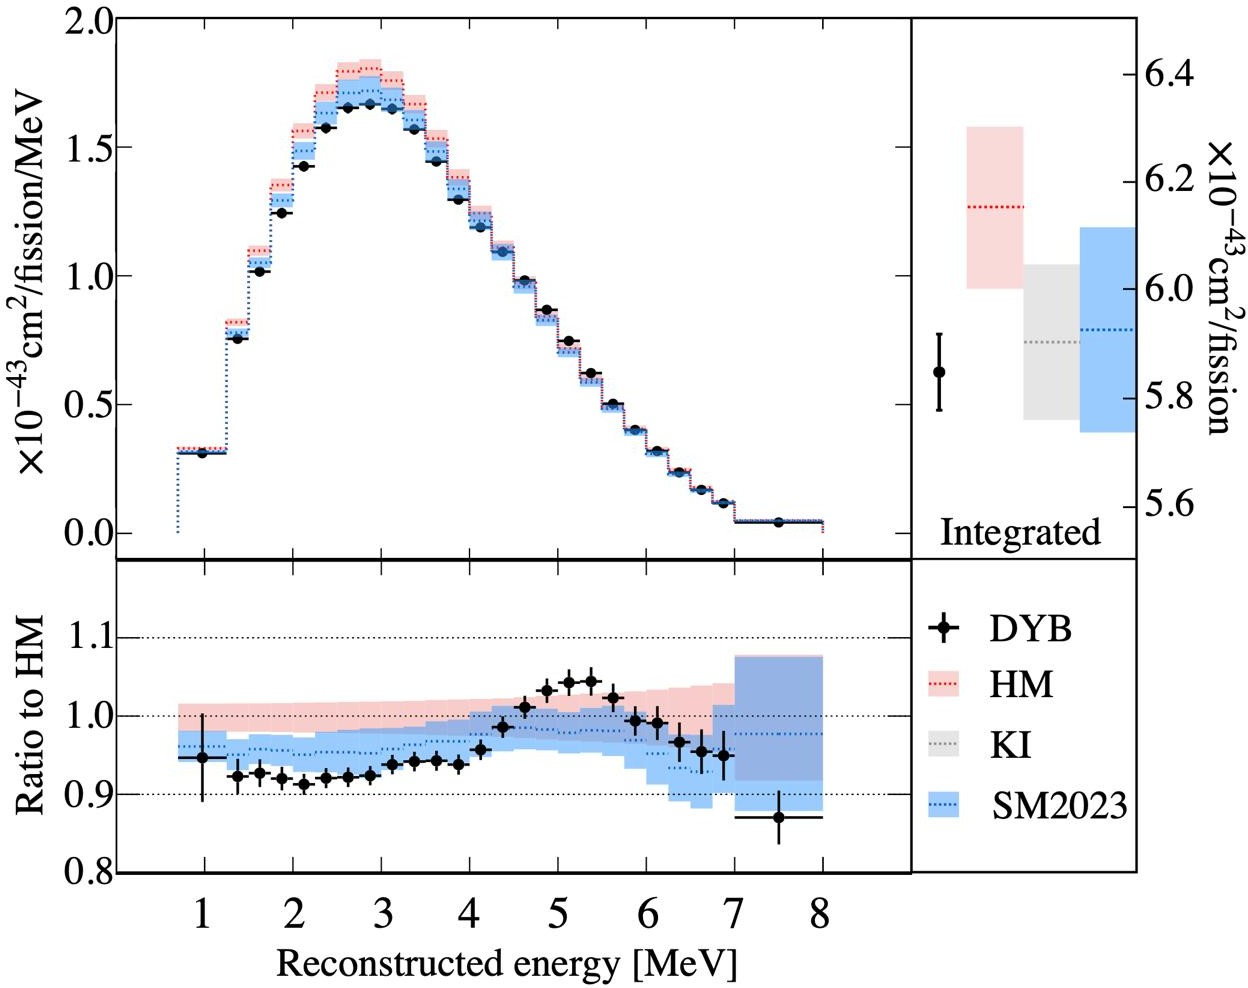 ×10⁻⁴³cm²/fission/MeV
2.0
1.5
1.0
0.5
0.0
6.4
6.2
6.0
5.8
5.6
×10⁻⁴³cm²/fission
Integrated
Ratio to HM
1.1
1.0
0.9
0.8
DYB
HM
KI
SM2023
1 2 3 4 5 6 7 8
Reconstructed energy [MeV]